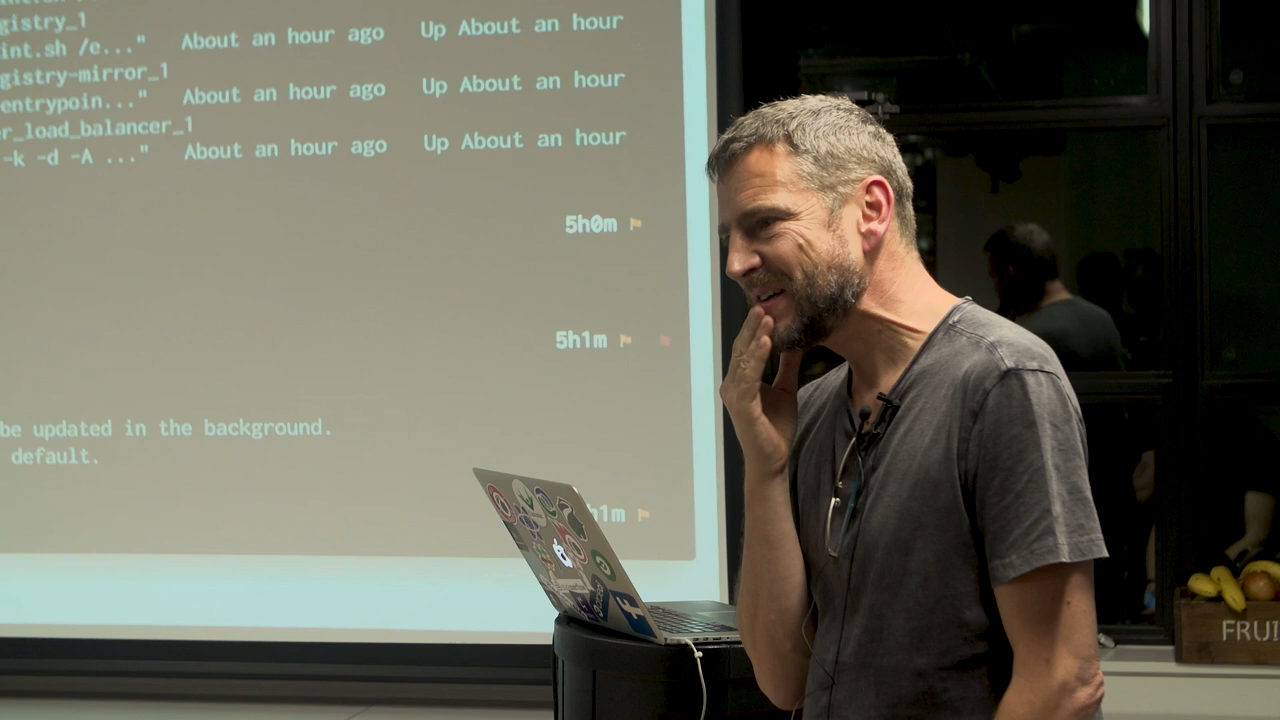 gistry_1
int.sh /e..." About an hour ago Up About an hour
gistry-mirror_1
entrypoin..." About an hour ago Up About an hour
er_load_balancer_1
-k -d -A ..." About an hour ago Up About an hour
5h0m
5h1m
be updated in the background.
default.
h1m
FRUI